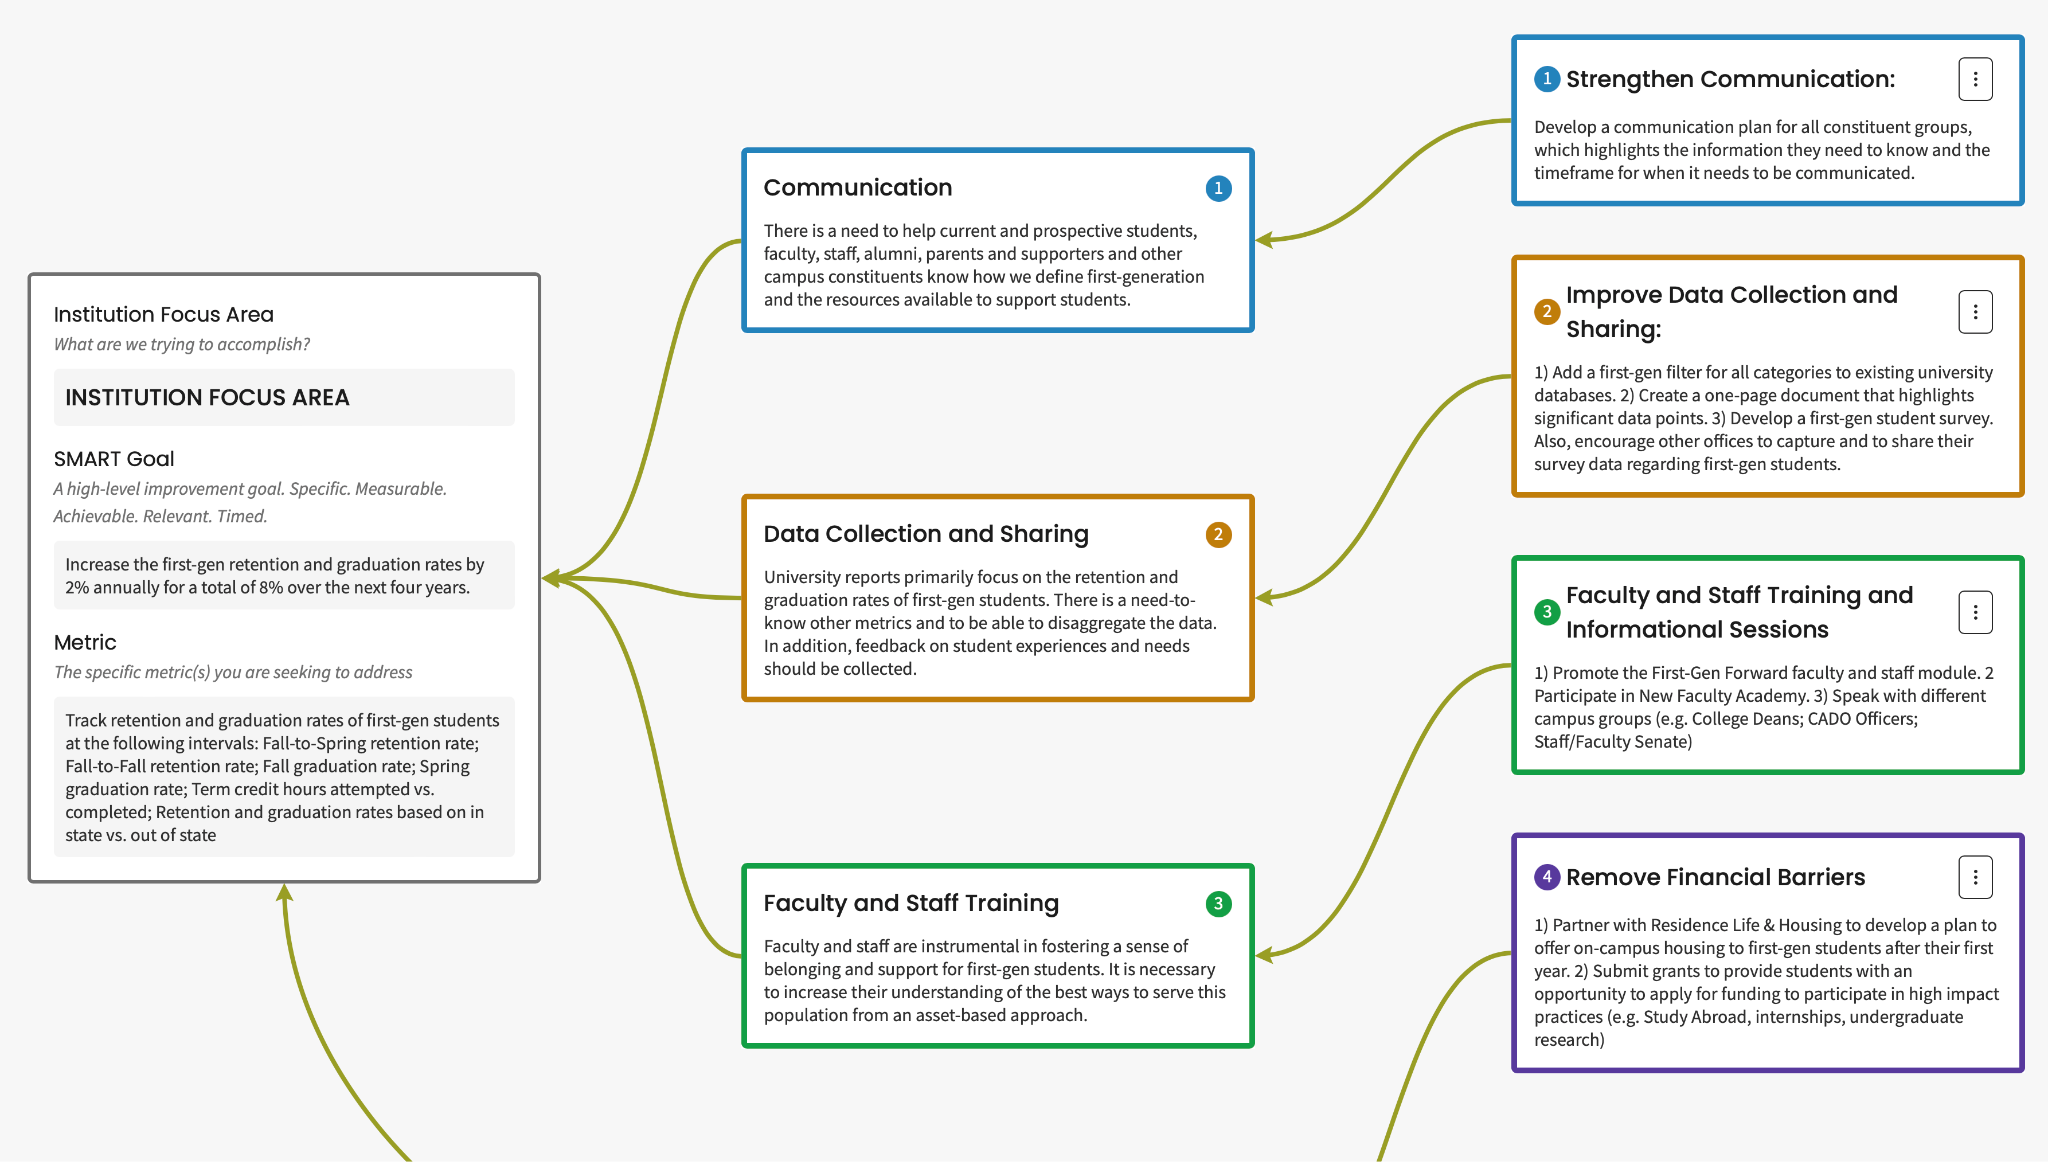 Institution Focus Area
What are we trying to accomplish?
INSTITUTION FOCUS AREA
SMART Goal
A high-level improvement goal. Specific. Measurable.
Achievable. Relevant. Timed.
Increase the first-gen retention and graduation rates by
2% annually for a total of 8% over the next four years.
Metric
The specific metric(s) you are seeking to address
Track retention and graduation rates of first-gen students
at the following intervals: Fall-to-Spring retention rate;
Fall-to-Fall retention rate; Fall graduation rate; Spring
graduation rate; Term credit hours attempted vs.
completed; Retention and graduation rates based on in
state vs. out of state
Communication 1
There is a need to help current and prospective students,
faculty, staff, alumni, parents and supporters and other
campus constituents know how we define first-generation
and the resources available to support students.
Data Collection and Sharing 2
University reports primarily focus on the retention and
graduation rates of first-gen students. There is a need-to-
know other metrics and to be able to disaggregate the data.
In addition, feedback on student experiences and needs
should be collected.
Faculty and Staff Training 3
Faculty and staff are instrumental in fostering a sense of
belonging and support for first-gen students. It is necessary
to increase their understanding of the best ways to serve this
population from an asset-based approach.
1 Strengthen Communication:
Develop a communication plan for all constituent groups,
which highlights the information they need to know and the
timeframe for when it needs to be communicated.
2 Improve Data Collection and
Sharing:
1) Add a first-gen filter for all categories to existing university
databases. 2) Create a one-page document that highlights
significant data points. 3) Develop a first-gen student survey.
Also, encourage other offices to capture and to share their
survey data regarding first-gen students.
3 Faculty and Staff Training and
Informational Sessions
1) Promote the First-Gen Forward faculty and staff module. 2
Participate in New Faculty Academy. 3) Speak with different
campus groups (e.g. College Deans; CADO Officers;
Staff/Faculty Senate)
4 Remove Financial Barriers
1) Partner with Residence Life & Housing to develop a plan to
offer on-campus housing to first-gen students after their first
year. 2) Submit grants to provide students with an
opportunity to apply for funding to participate in high impact
practices (e.g. Study Abroad, internships, undergraduate
research)